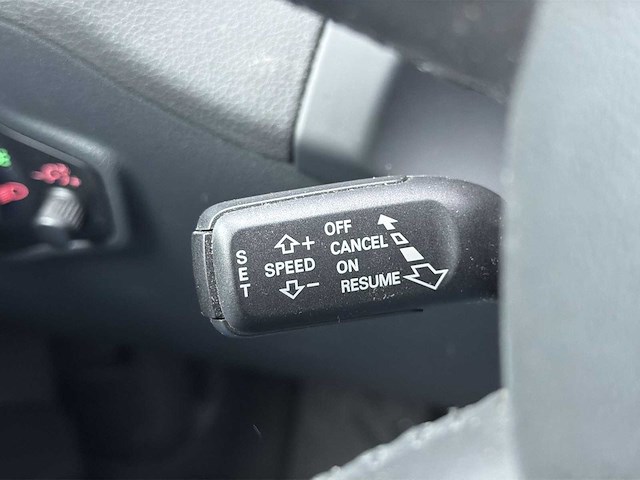 SET
SPEED
+
−
OFF
CANCEL
ON
RESUME